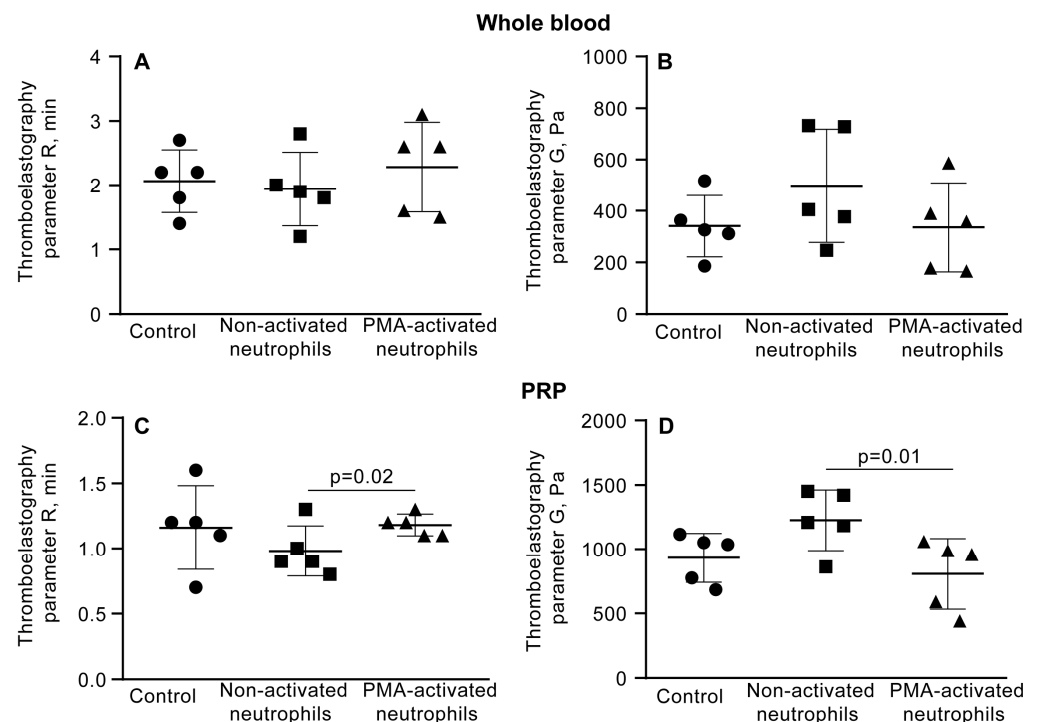 Whole blood
A
Thromboelastography
parameter R, min
4
3
2
1
0
Control
Non-activated
neutrophils
PMA-activated
neutrophils
B
Thromboelastography
parameter G, Pa
1000
800
600
400
200
0
Control
Non-activated
neutrophils
PMA-activated
neutrophils
PRP
C
Thromboelastography
parameter R, min
2.0
1.5
1.0
0.5
0.0
p=0.02
Control
Non-activated
neutrophils
PMA-activated
neutrophils
D
Thromboelastography
parameter G, Pa
2000
1500
1000
500
0
p=0.01
Control
Non-activated
neutrophils
PMA-activated
neutrophils